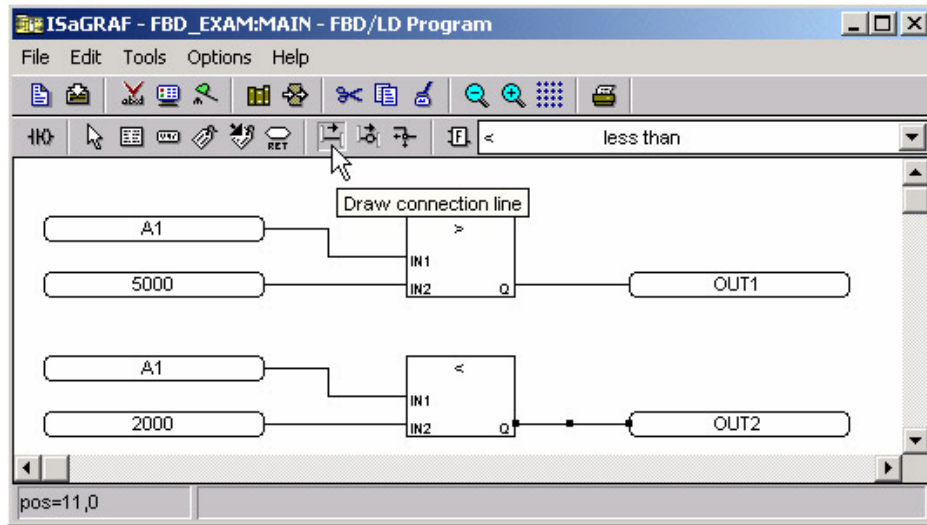 ISaGRAF - FBD_EXAM:MAIN - FBD/LD Program
File Edit Tools Options Help
RET
F < less than
Draw connection line
A1
>
IN1
5000
IN2 Q
OUT1
A1
<
IN1
2000
IN2 Q
OUT2
pos=11,0